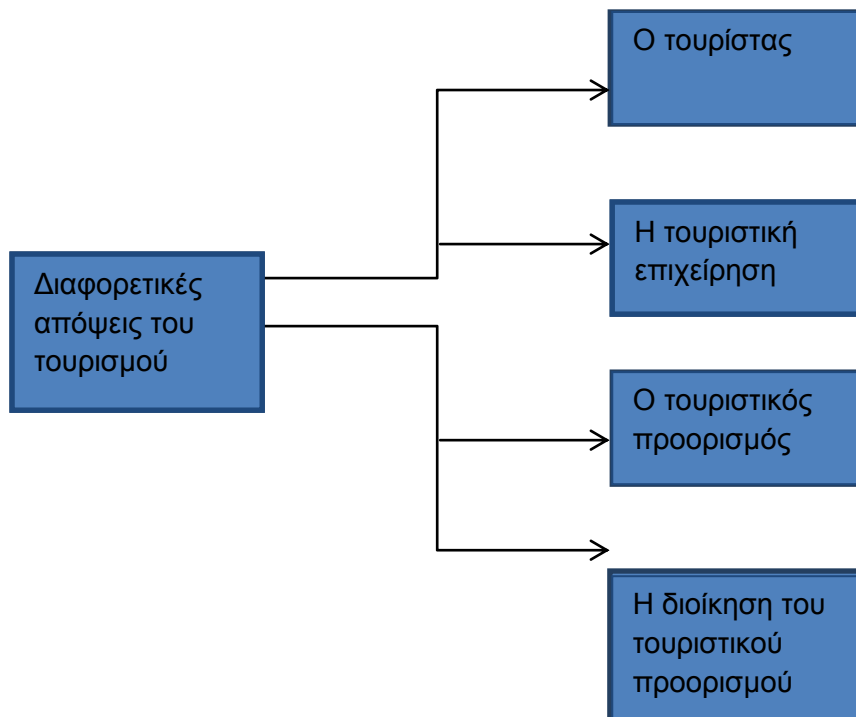 Ο τουρίστας
Η τουριστική
επιχείρηση
Διαφορετικές
απόψεις του
τουρισμού
Ο τουριστικός
προορισμός
Η διοίκηση του
τουριστικού
προορισμού